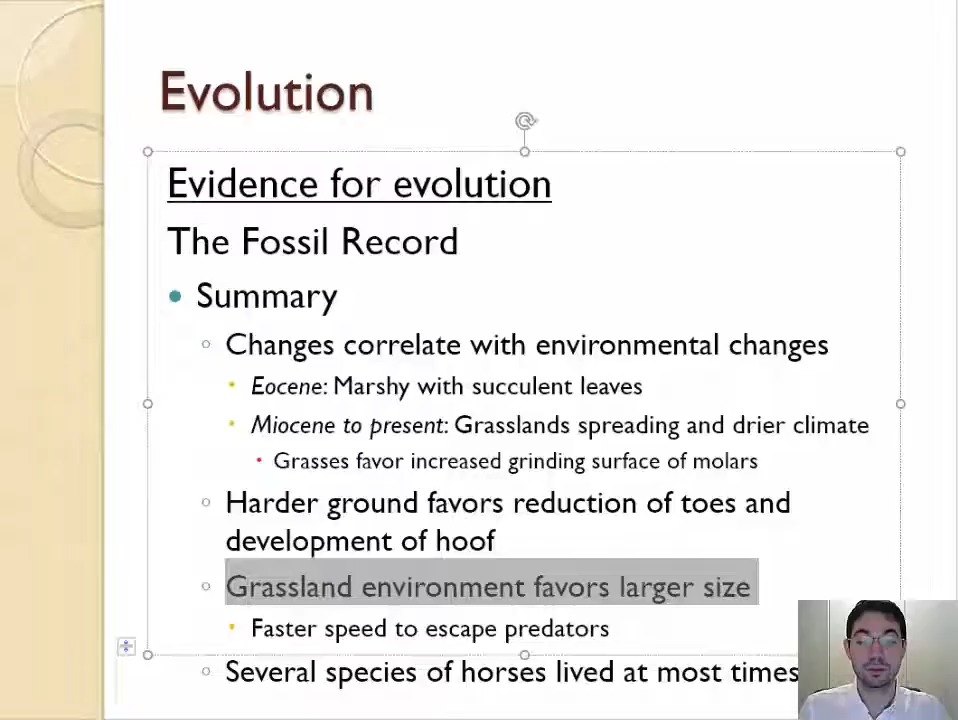 Evolution
Evidence for evolution
The Fossil Record
Summary
Changes correlate with environmental changes
Eocene: Marshy with succulent leaves
Miocene to present: Grasslands spreading and drier climate
Grasses favor increased grinding surface of molars
Harder ground favors reduction of toes and
development of hoof
Grassland environment favors larger size
Faster speed to escape predators
Several species of horses lived at most times